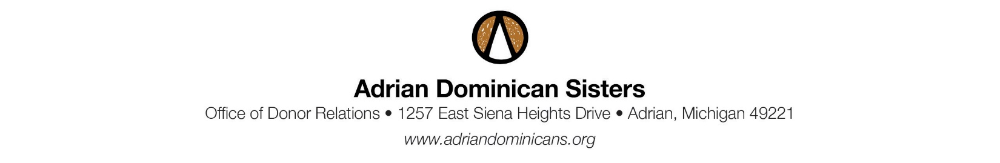 Adrian Dominican Sisters
Office of Donor Relations • 1257 East Siena Heights Drive • Adrian, Michigan 49221
www.adriandominicans.org